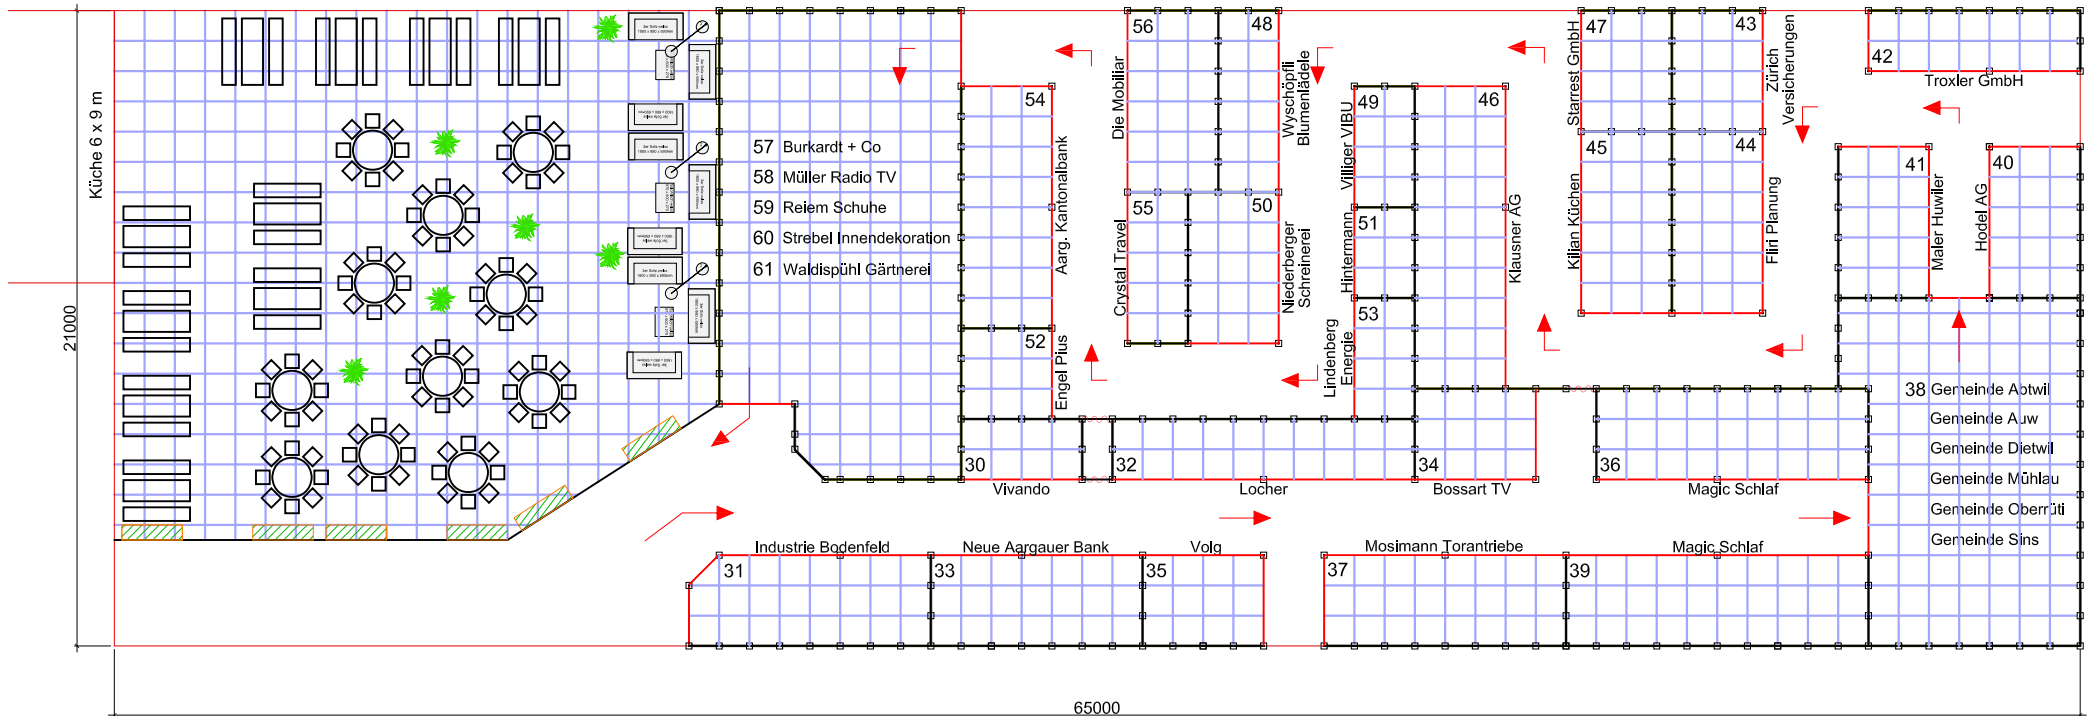 Küche 6 x 9 m
21000
65000
57 Burkardt + Co
58 Müller Radio TV
59 Reiem Schuhe
60 Strebel Innendekoration
61 Waldispühl Gärtnerei
54
Aarg. Kantonalbank
52
Engel Pius
56
Die Mobiliar
48
Wyschöpfli
Blumenlädele
55
Crystal Travel
50
Niederberger
Schreinerei
49
Villiger VIBU
46
Klausner AG
51
Hintermann
53
Lindenberg
Energie
47
Starrest GmbH
43
Zürich
Versicherungen
45
Kilian Küchen
44
Fliri Planung
42
Troxler GmbH
41
Maler Huwiler
40
Hodel AG
38 Gemeinde Abtwil
Gemeinde Auw
Gemeinde Dietwil
Gemeinde Mühlau
Gemeinde Oberrüti
Gemeinde Sins
30
Vivando
32
Locher
34
Bossart TV
36
Magic Schlaf
Industrie Bodenfeld
31
Neue Aargauer Bank
33
Volg
35
Mosimann Torantriebe
37
Magic Schlaf
39